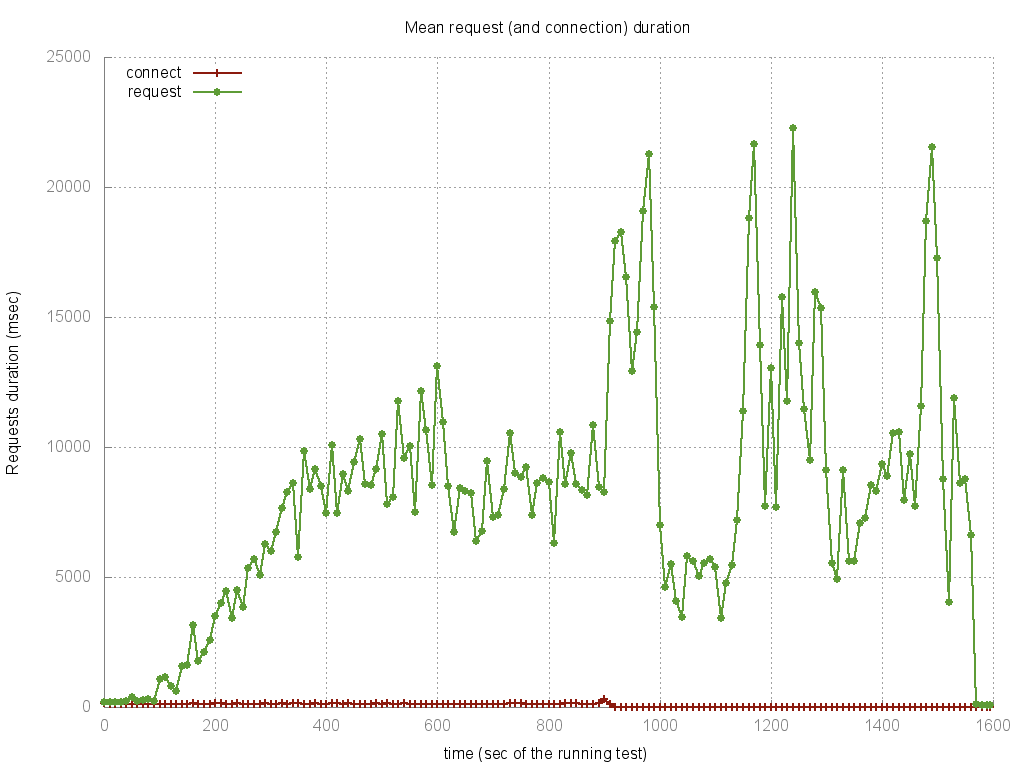 Mean request (and connection) duration
25000
connect
request
20000
15000
Requests duration (msec)
10000
5000
0
0 200 400 600 800 1000 1200 1400 1600
time (sec of the running test)